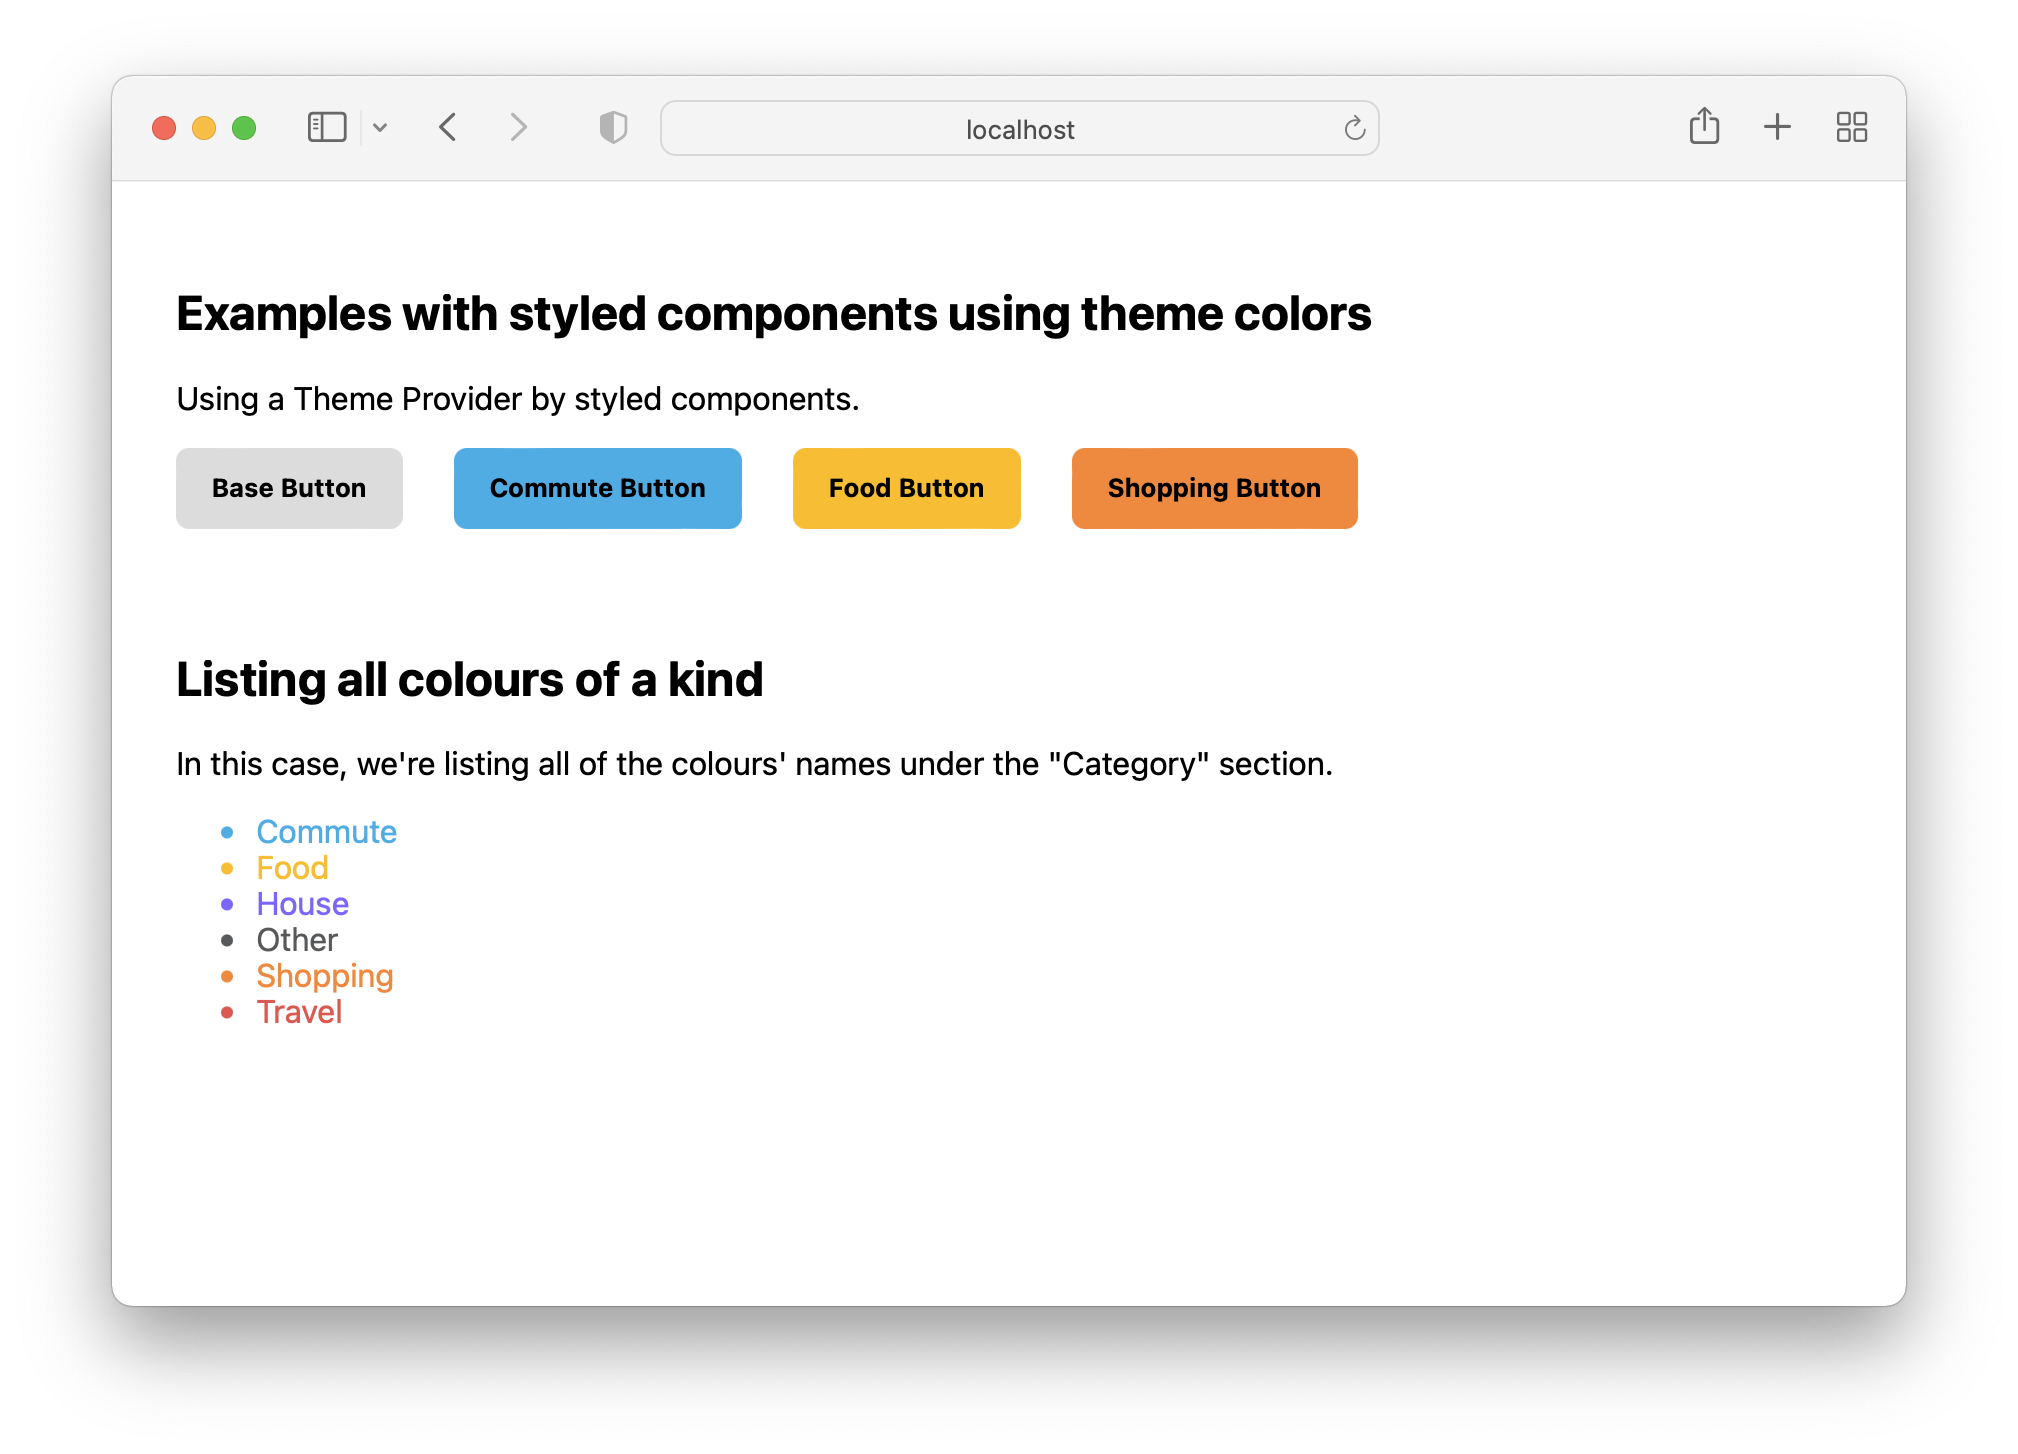 localhost
Examples with styled components using theme colors
Using a Theme Provider by styled components.
Base Button Commute Button Food Button Shopping Button
Listing all colours of a kind
In this case, we're listing all of the colours' names under the "Category" section.
Commute
Food
House
Other
Shopping
Travel